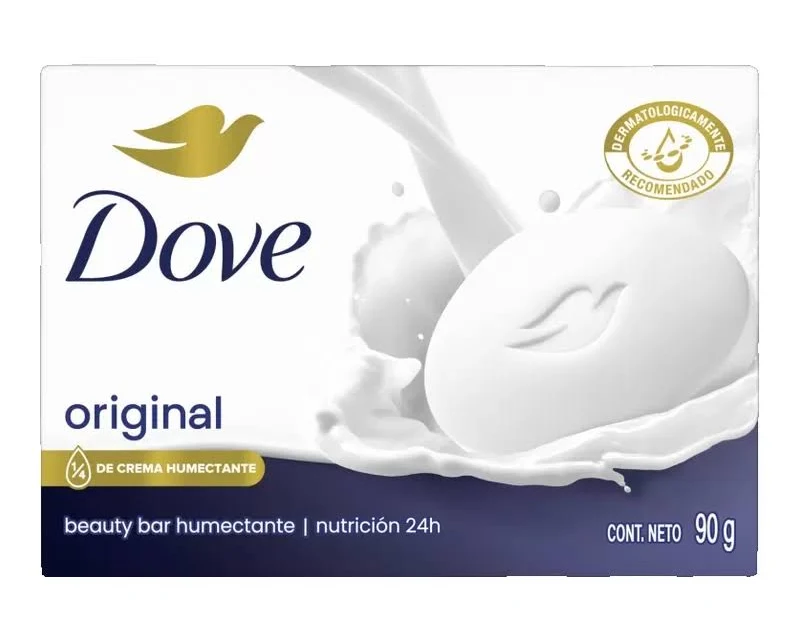 Dove
DERMATOLOGICAMENTE
RECOMENDADO
original
1/4 DE CREMA HUMECTANTE
beauty bar humectante | nutrición 24h
CONT. NETO 90 g